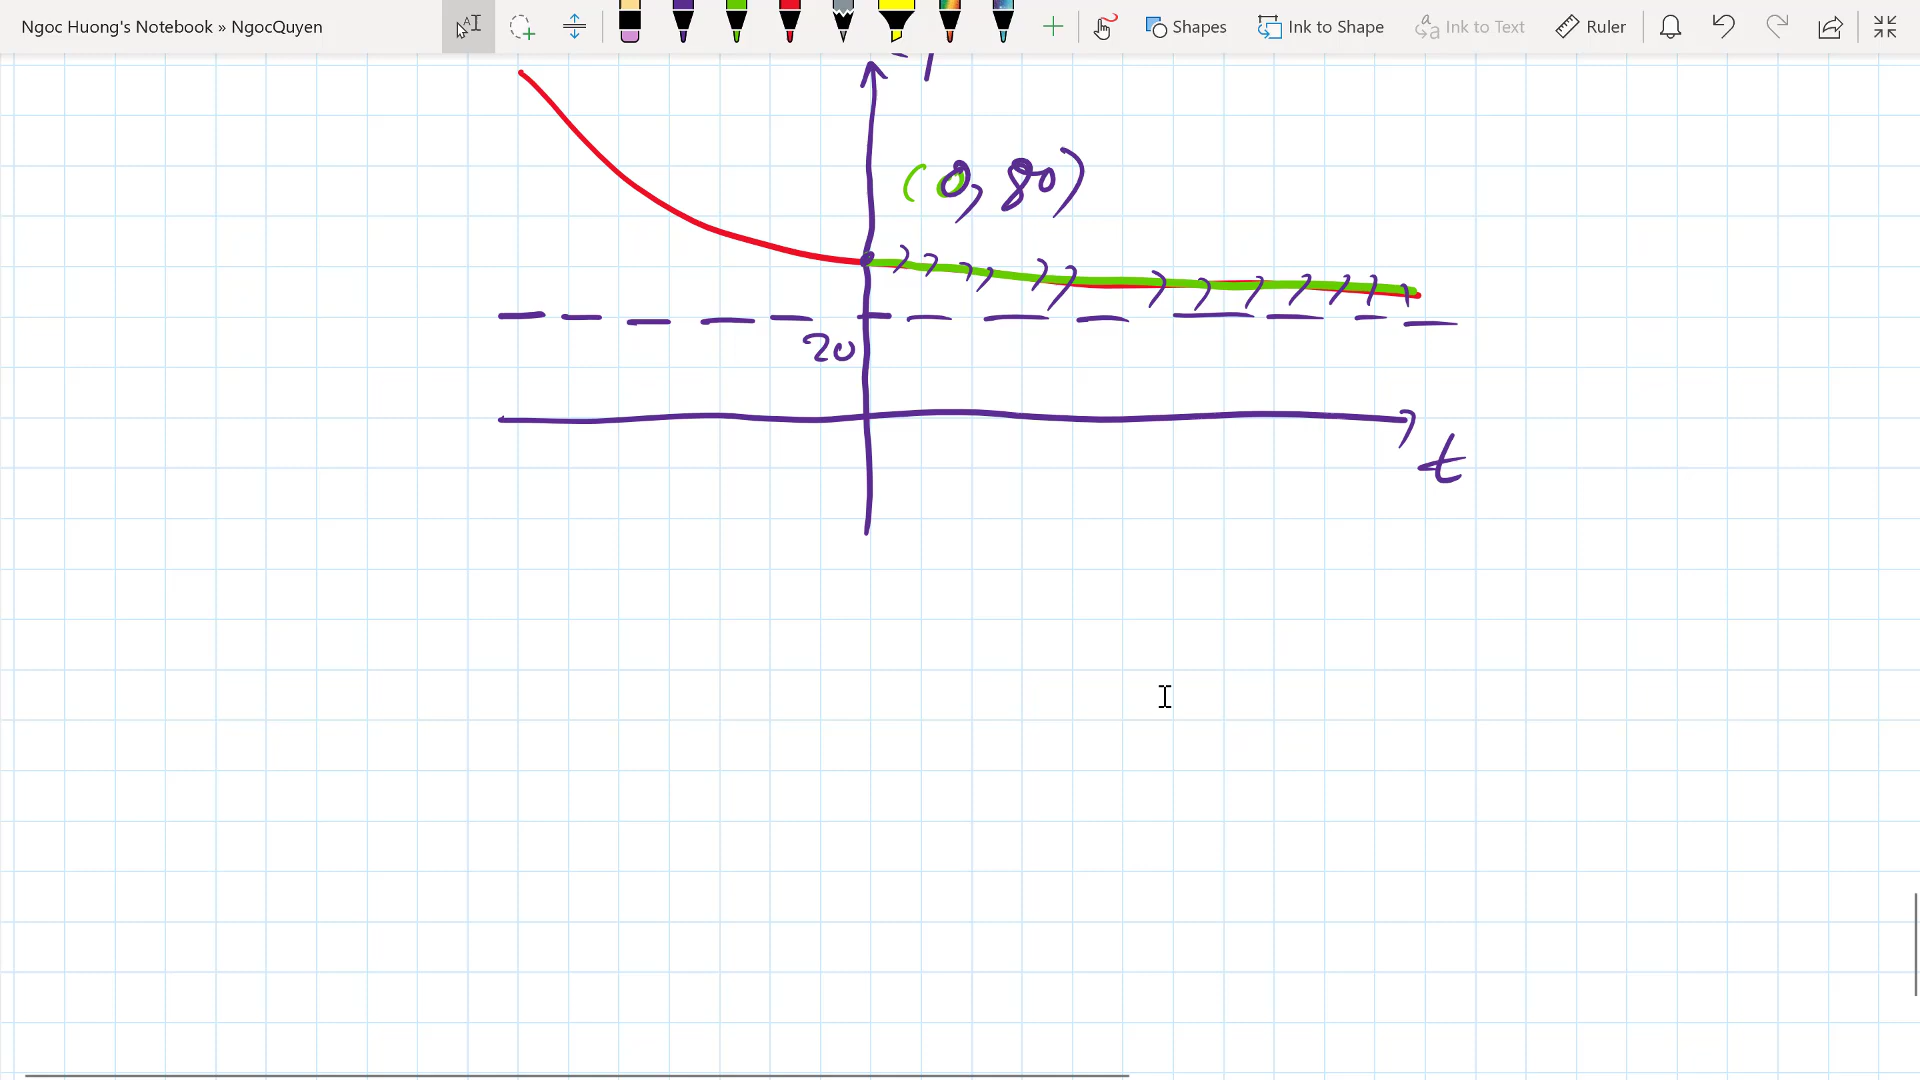 Ngoc Huong's Notebook » NgocQuyen
Shapes
Ink to Shape
Ink to Text
Ruler
(0, 80)
20
t